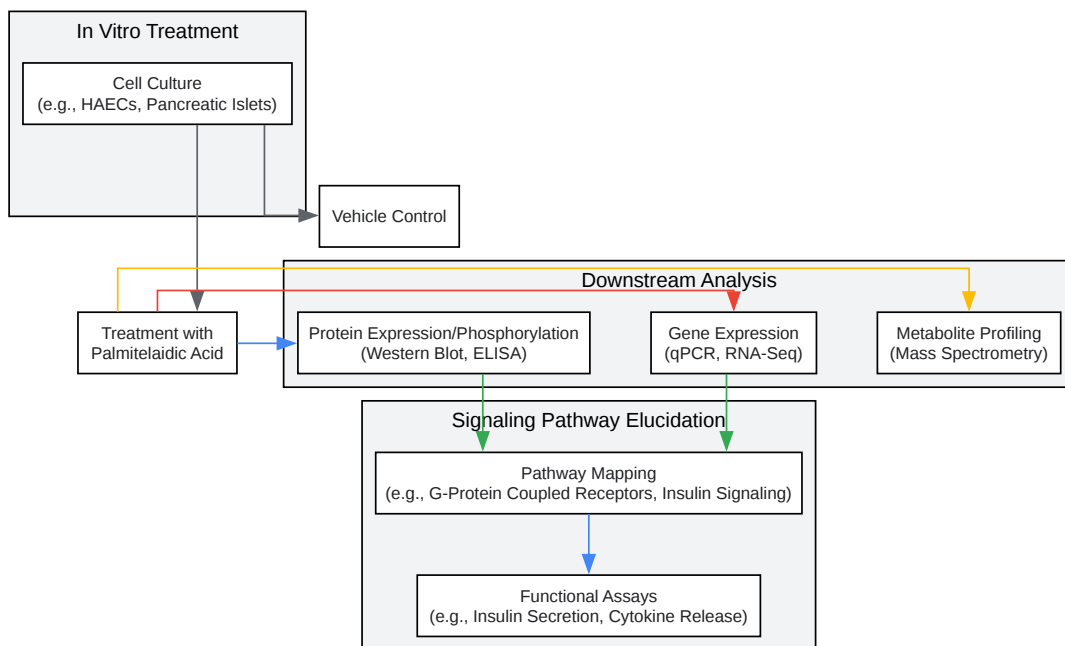 In Vitro Treatment
Cell Culture
(e.g., HAECs, Pancreatic Islets)
Vehicle Control
Downstream Analysis
Treatment with
Palmitelaidic Acid
Protein Expression/Phosphorylation
(Western Blot, ELISA)
Gene Expression
(qPCR, RNA-Seq)
Metabolite Profiling
(Mass Spectrometry)
Signaling Pathway Elucidation
Pathway Mapping
(e.g., G-Protein Coupled Receptors, Insulin Signaling)
Functional Assays
(e.g., Insulin Secretion, Cytokine Release)